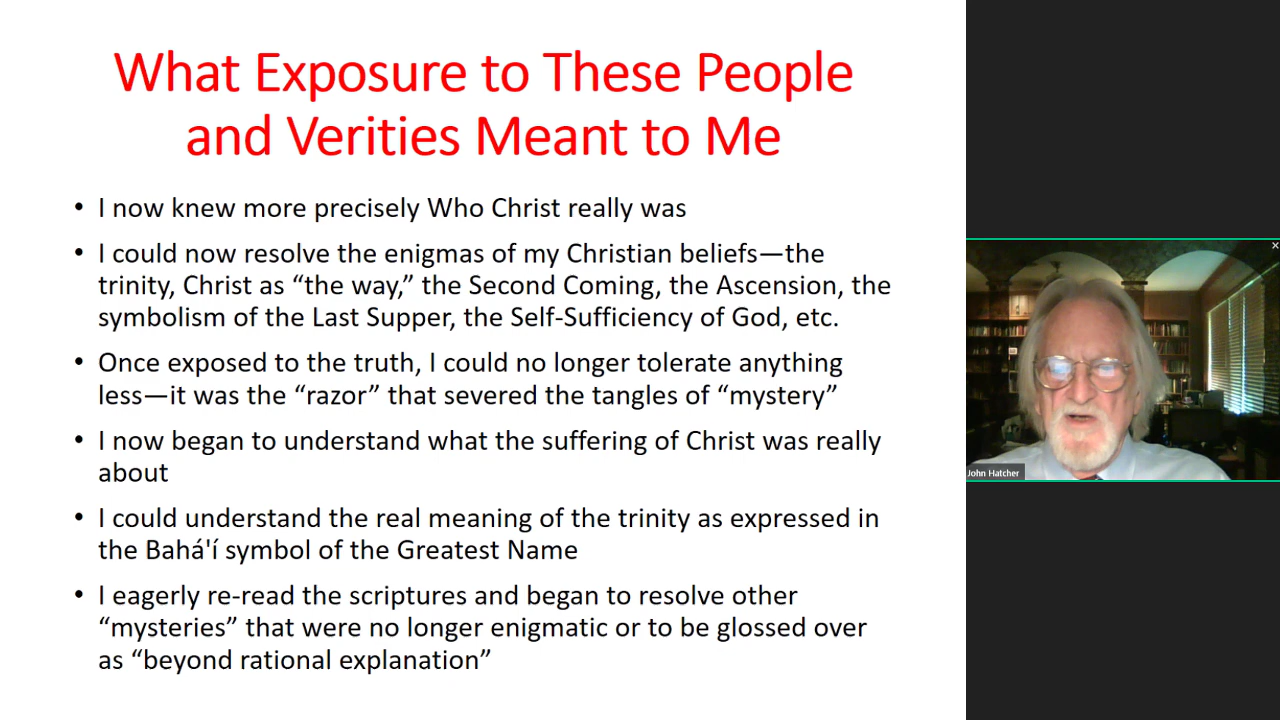 What Exposure to These People
and Verities Meant to Me
• I now knew more precisely Who Christ really was
• I could now resolve the enigmas of my Christian beliefs—the
trinity, Christ as “the way,” the Second Coming, the Ascension, the
symbolism of the Last Supper, the Self-Sufficiency of God, etc.
• Once exposed to the truth, I could no longer tolerate anything
less—it was the “razor” that severed the tangles of “mystery”
• I now began to understand what the suffering of Christ was really
about
• I could understand the real meaning of the trinity as expressed in
the Bahá'í symbol of the Greatest Name
• I eagerly re-read the scriptures and began to resolve other
“mysteries” that were no longer enigmatic or to be glossed over
as “beyond rational explanation”
John Hatcher